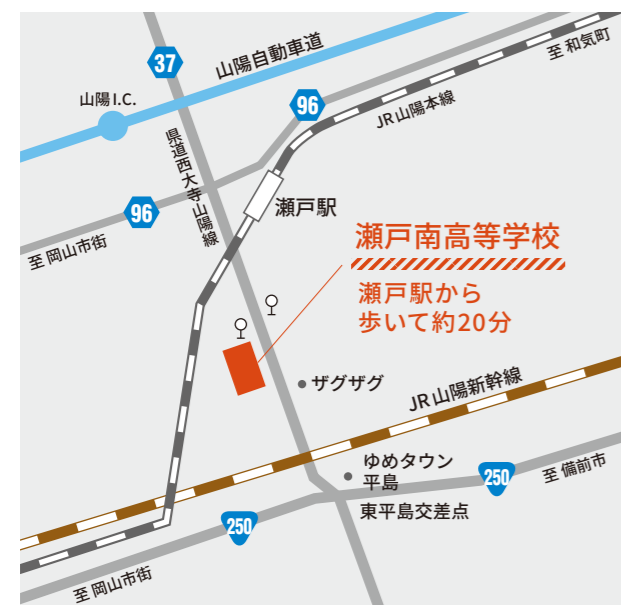 37
山陽自動車道
至 和気町
山陽I.C.
96
JR山陽本線
県道西大寺山陽線
96
瀬戸駅
至 岡山市街
瀬戸南高等学校
瀬戸駅から
歩いて約20分
ザグザグ
JR山陽新幹線
ゆめタウン
平島
250
至 備前市
東平島交差点
250
至 岡山市街